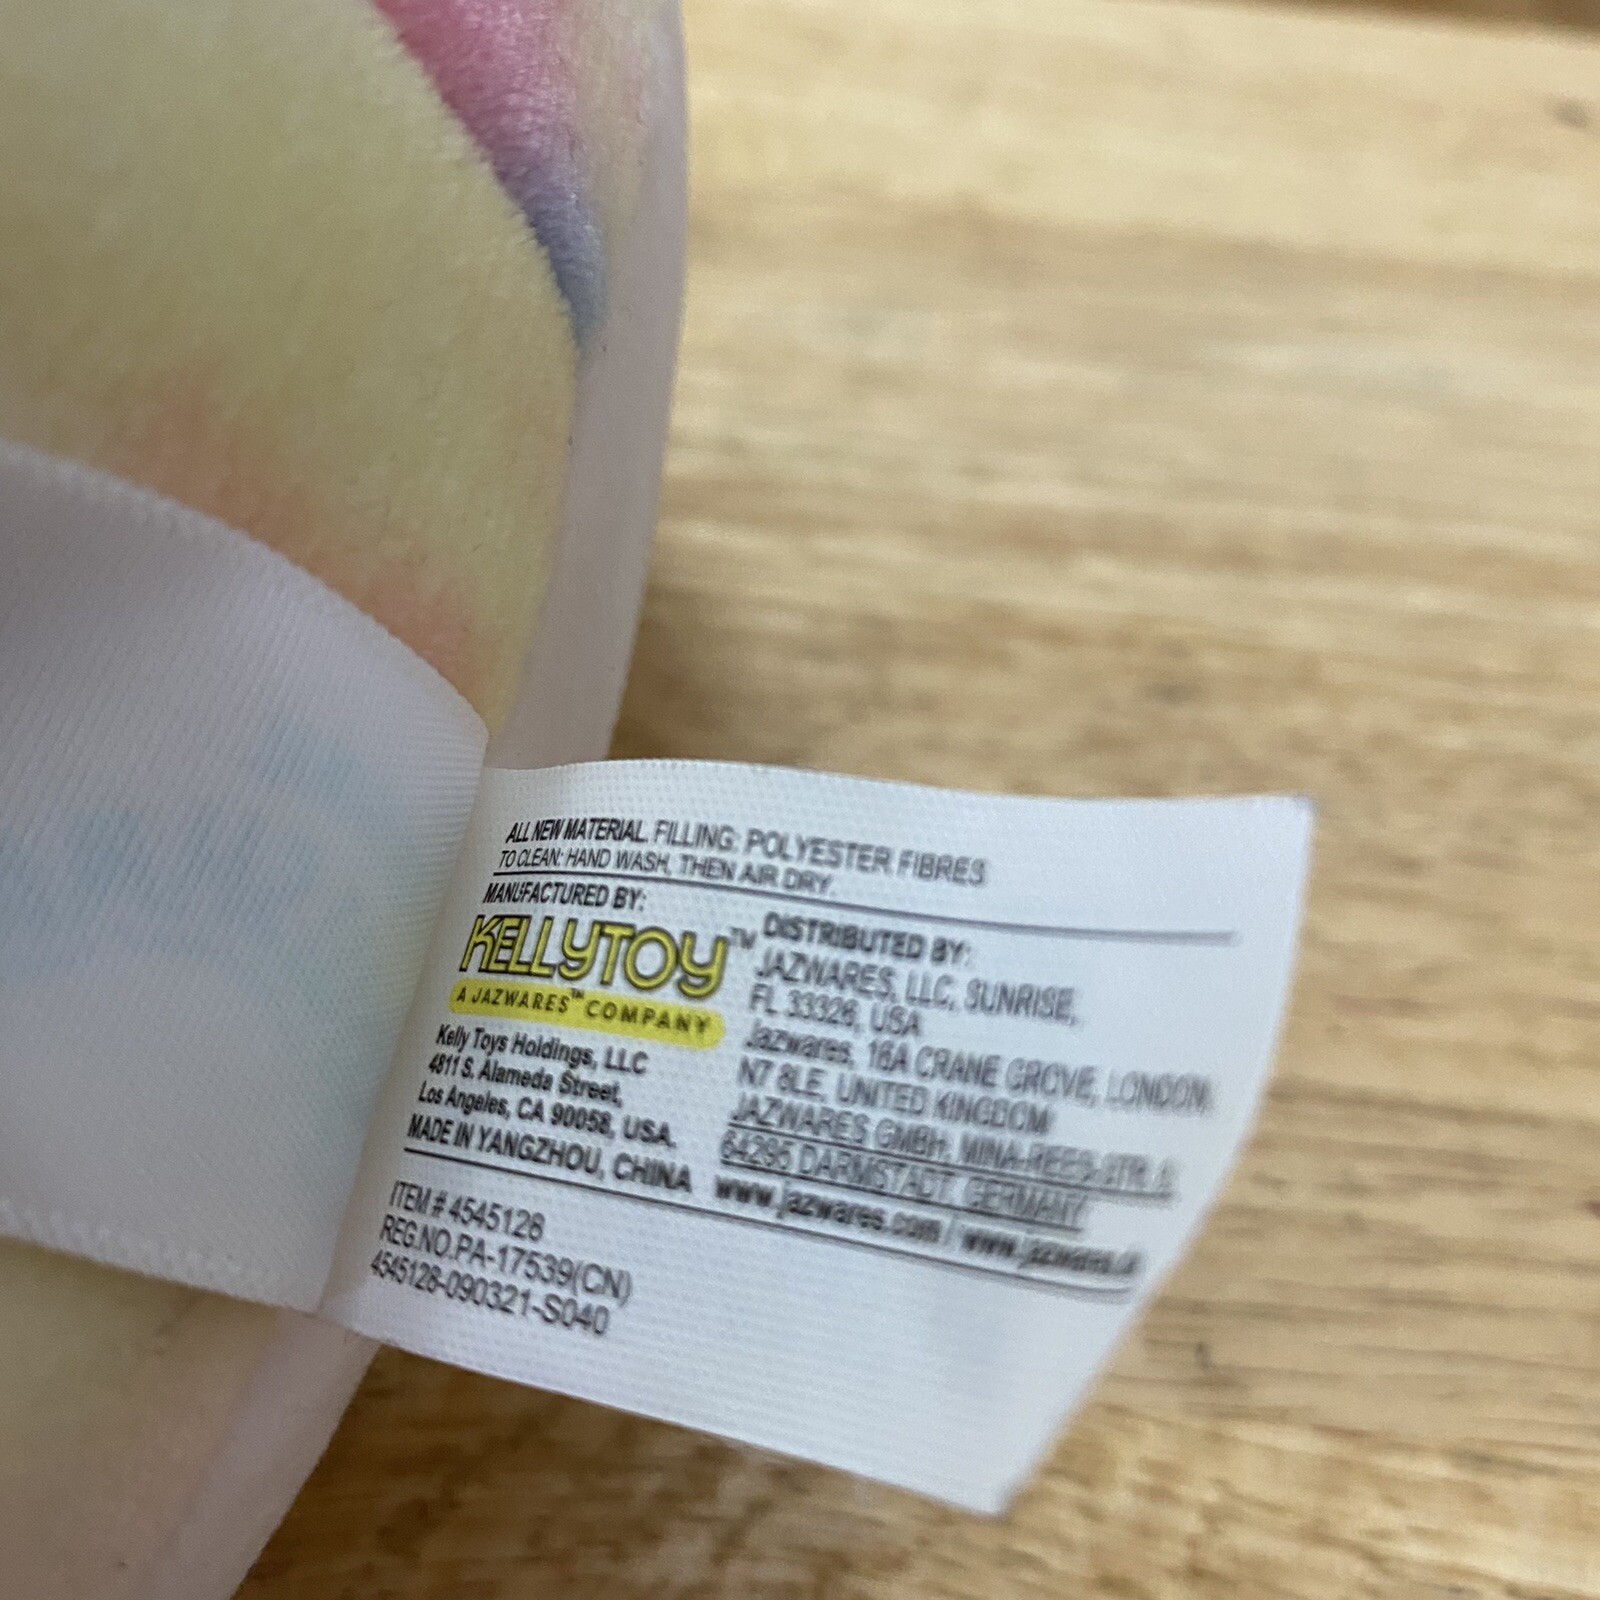 ALL NEW MATERIAL. FILLING: POLYESTER FIBRES
TO CLEAN: HAND WASH, THEN AIR DRY.
MANUFACTURED BY:
KELLYTOY™
A JAZWARES™ COMPANY
Kelly Toys Holdings, LLC
4811 S. Alameda Street,
Los Angeles, CA 90058, USA.
MADE IN YANGZHOU, CHINA
DISTRIBUTED BY:
JAZWARES, LLC, SUNRISE,
FL 33326, USA
Jazwares, 16A CRANE GROVE, LONDON,
N7 8LE, UNITED KINGDOM
JAZWARES GMBH, MINA-REES-STR.
64295 DARMSTADT, GERMANY
www.jazwares.com |
ITEM # 4545128
REG.NO.PA-17539(CN)
4545128-090321-S040